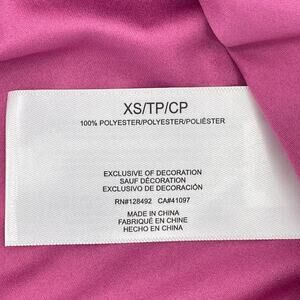 XS/TP/CP
100% POLYESTER/POLYESTER/POLIÉSTER
EXCLUSIVE OF DECORATION
SAUF DÉCORATION
EXCLUSIVO DE DECORACIÓN
RN#128492 CA#41097
MADE IN CHINA
FABRIQUÉ EN CHINE
HECHO EN CHINA